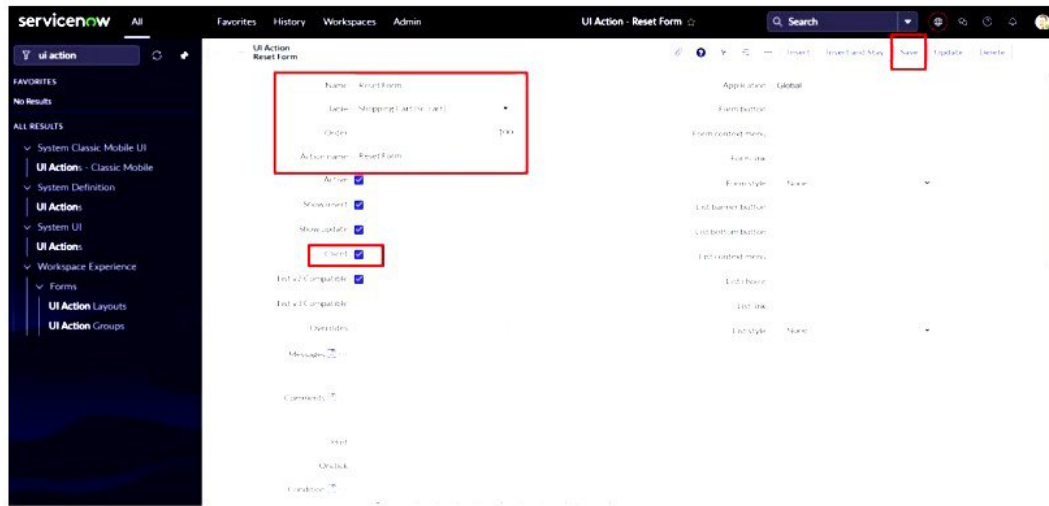 servicenow All Favorites History Workspaces Admin UI Action - Reset Form Search
ui action
UI Action
Reset Form
Insert Insert and Stay Save Update Delete
FAVORITES
No Results
ALL RESULTS
System Classic Mobile UI
UI Actions - Classic Mobile
System Definition
UI Actions
System UI
UI Actions
Workspace Experience
Forms
UI Action Layouts
UI Action Groups
Name Reset Form
Table Shopping Cart [sc_cart]
Order 100
Action name Reset Form
Active
Show insert
Show update
Client
List v2 Compatible
List v3 Compatible
Overrides
Messages
Comments
Hint
Onclick
Condition
Application Global
Form button
Form context menu
Form link
Form style None
List banner button
List bottom button
List context menu
List choice
List link
List style None